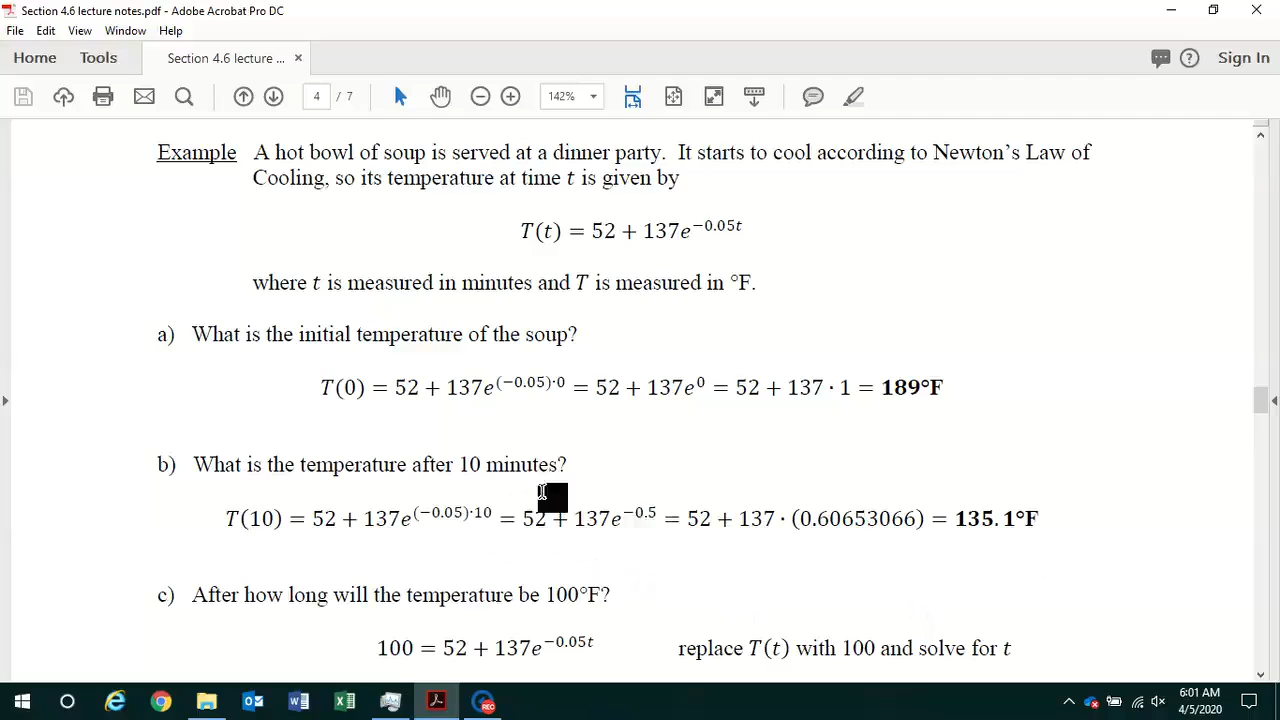 Section 4.6 lecture notes.pdf - Adobe Acrobat Pro DC
File Edit View Window Help
Home Tools Section 4.6 lecture ... × Sign In
4 / 7 142%
Example A hot bowl of soup is served at a dinner party. It starts to cool according to Newton's Law of
Cooling, so its temperature at time t is given by
T(t) = 52 + 137e^{−0.05t}
where t is measured in minutes and T is measured in °F.
a) What is the initial temperature of the soup?
T(0) = 52 + 137e^{(−0.05)·0} = 52 + 137e^0 = 52 + 137 · 1 = 189°F
b) What is the temperature after 10 minutes?
T(10) = 52 + 137e^{(−0.05)·10} = 52 + 137e^{−0.5} = 52 + 137 · (0.60653066) = 135.1°F
c) After how long will the temperature be 100°F?
100 = 52 + 137e^{−0.05t} replace T(t) with 100 and solve for t
REC
6:01 AM
4/5/2020